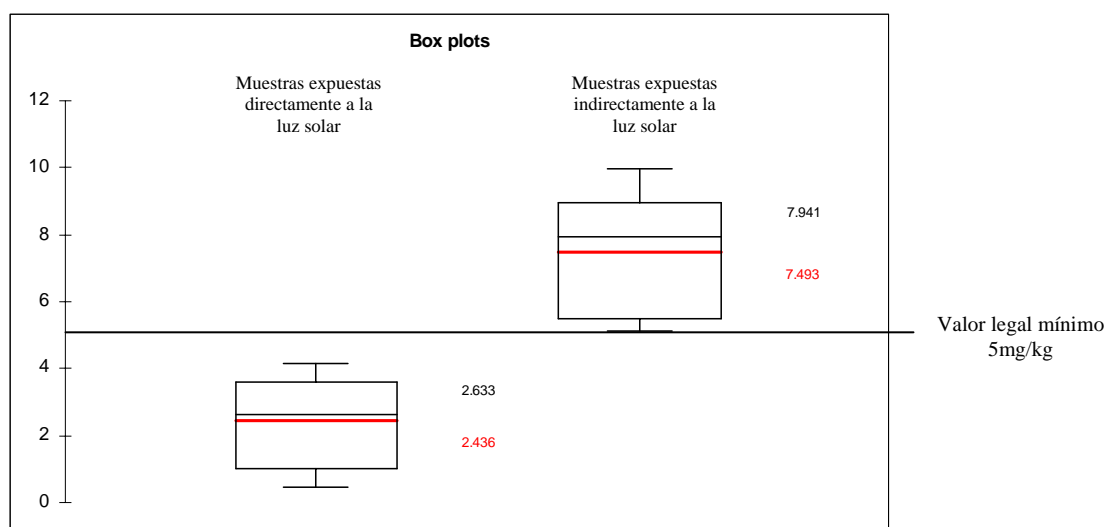 Box plots
Muestras expuestas
directamente a la
luz solar
Muestras expuestas
indirectamente a la
luz solar
12
10
8
6
4
2
0
7.941
7.493
2.633
2.436
Valor legal mínimo
5mg/kg